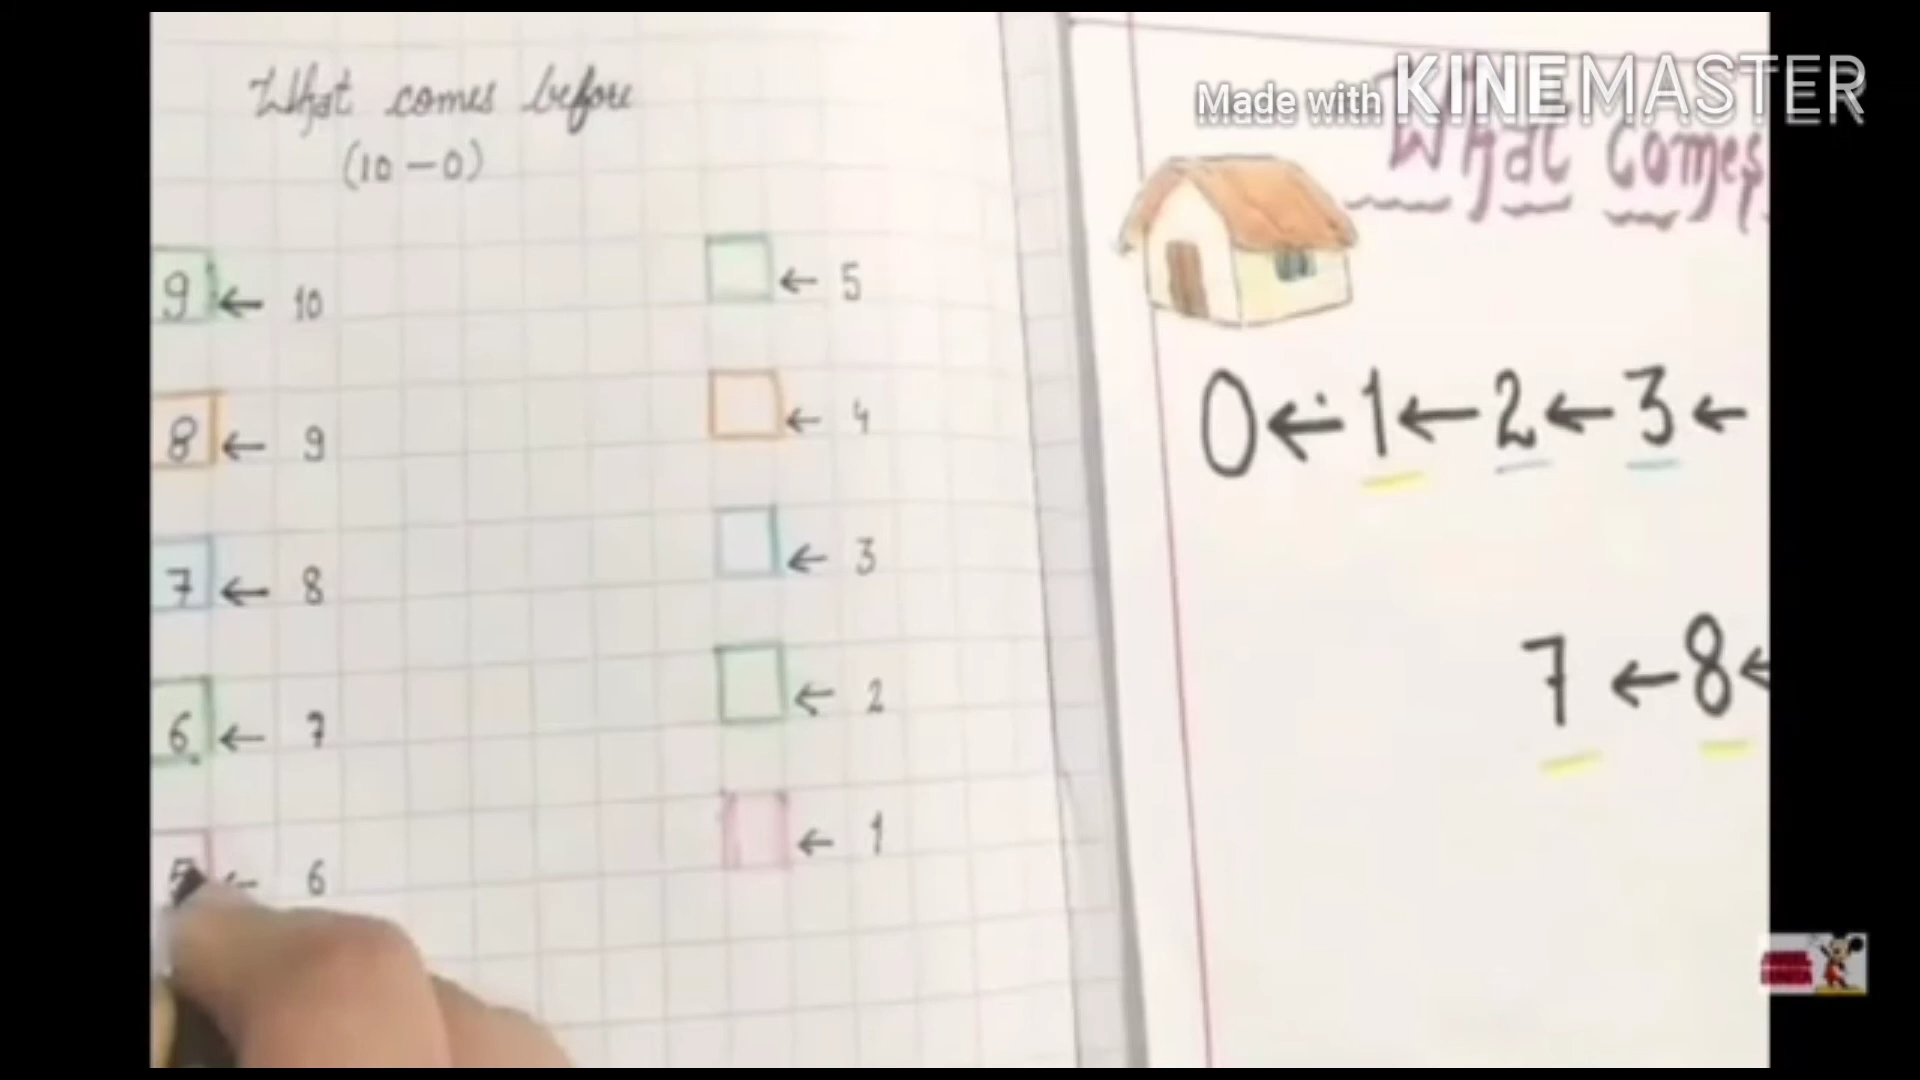 What comes before
(10 – 0)
9 ← 10
8 ← 9
7 ← 8
6 ← 7
5 ← 6
← 5
← 4
← 3
← 2
← 1
Made with KINEMASTER
What Comes
0 ← 1 ← 2 ← 3 ←
7 ← 8 ←